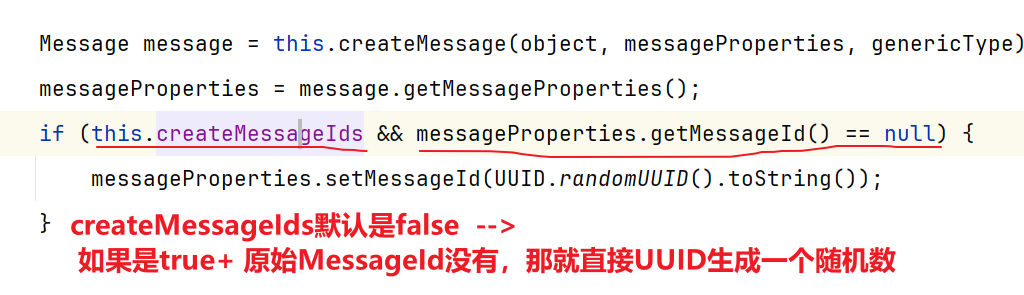 Message message = this.createMessage(object, messageProperties, genericType)
messageProperties = message.getMessageProperties();
if (this.createMessageIds && messageProperties.getMessageId() == null) {
messageProperties.setMessageId(UUID.randomUUID().toString());
} createMessageIds默认是false -->
如果是true+ 原始MessageId没有，那就直接UUID生成一个随机数